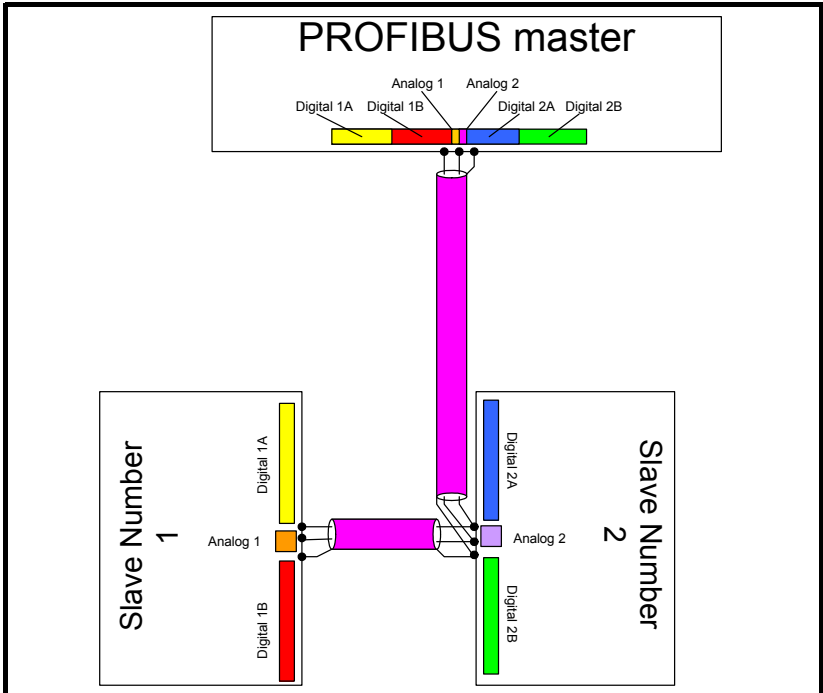 PROFIBUS master
Analog 1 Analog 2
Digital 1A Digital 1B Digital 2A Digital 2B
Slave Number
1
Digital 1A
Analog 1
Digital 1B
Digital 2A
Analog 2
Digital 2B
Slave Number
2